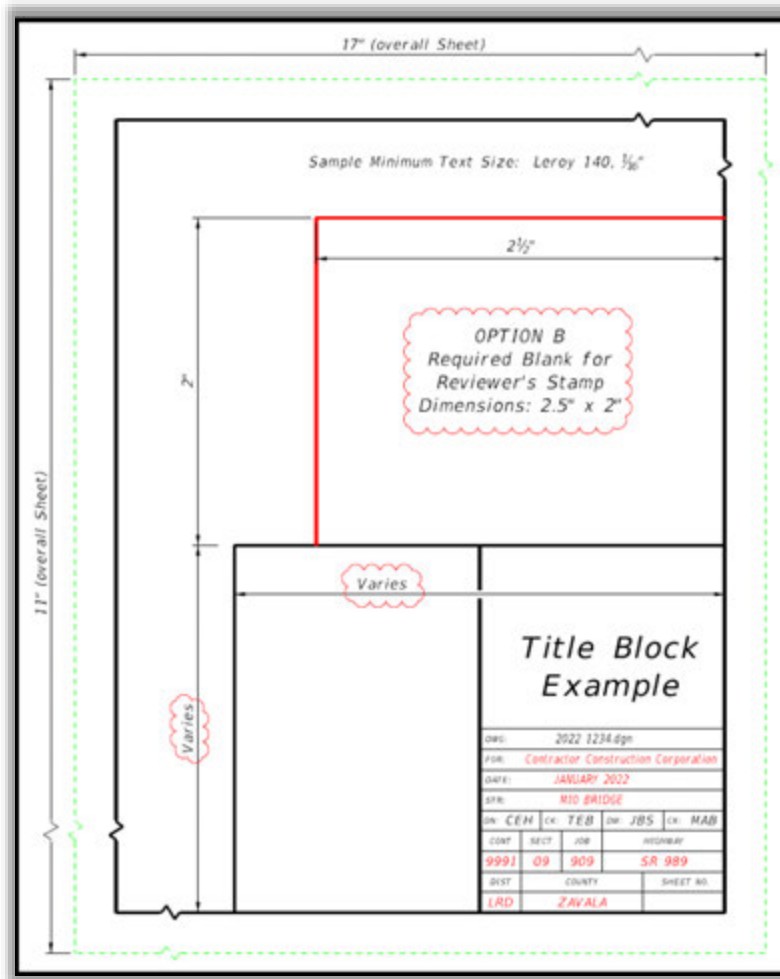 17" (overall Sheet)
Sample Minimum Text Size: Leroy 140, 1/16"
2½"
OPTION B
Required Blank for
Reviewer's Stamp
Dimensions: 2.5" x 2"
2"
11" (overall Sheet)
Varies
Varies
Title Block
Example
DWG: 2022 1234.dgn
FOR: Contractor Construction Corporation
DATE: JANUARY 2022
STR: MIO BRIDGE
DN: CEH CK: TEB DW: JBS CK: MAB
CONT SECT JOB HIGHWAY
9991 09 909 SR 989
DIST COUNTY SHEET NO.
LRD ZAVALA